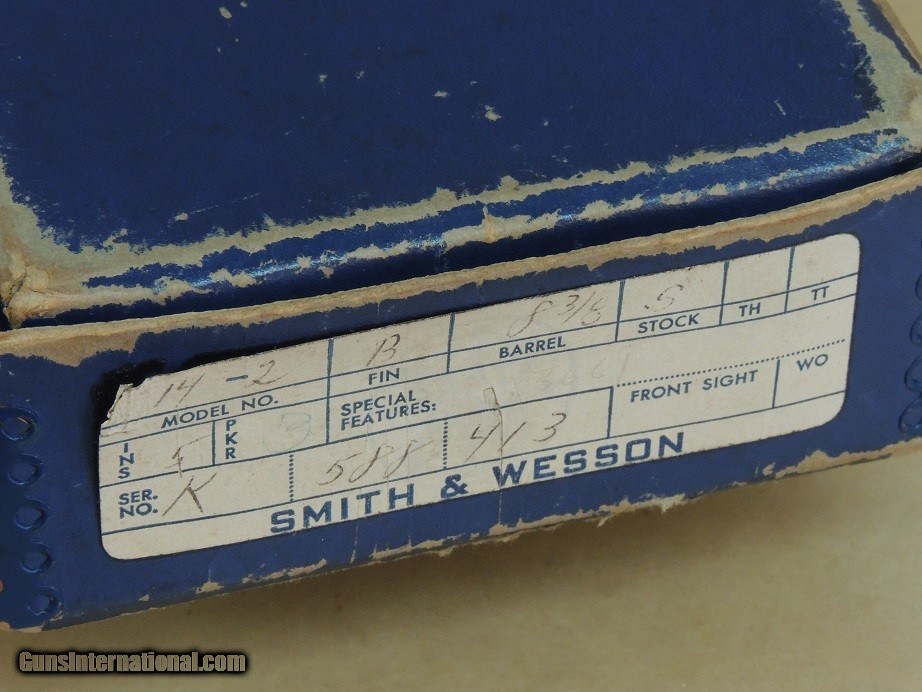 14-2 B 8 3/8 S
MODEL NO. FIN BARREL STOCK TH TT
INS PKR 3 SPECIAL FEATURES: FRONT SIGHT WO
SER. NO. K 588 413
SMITH & WESSON
GunsInternational.com